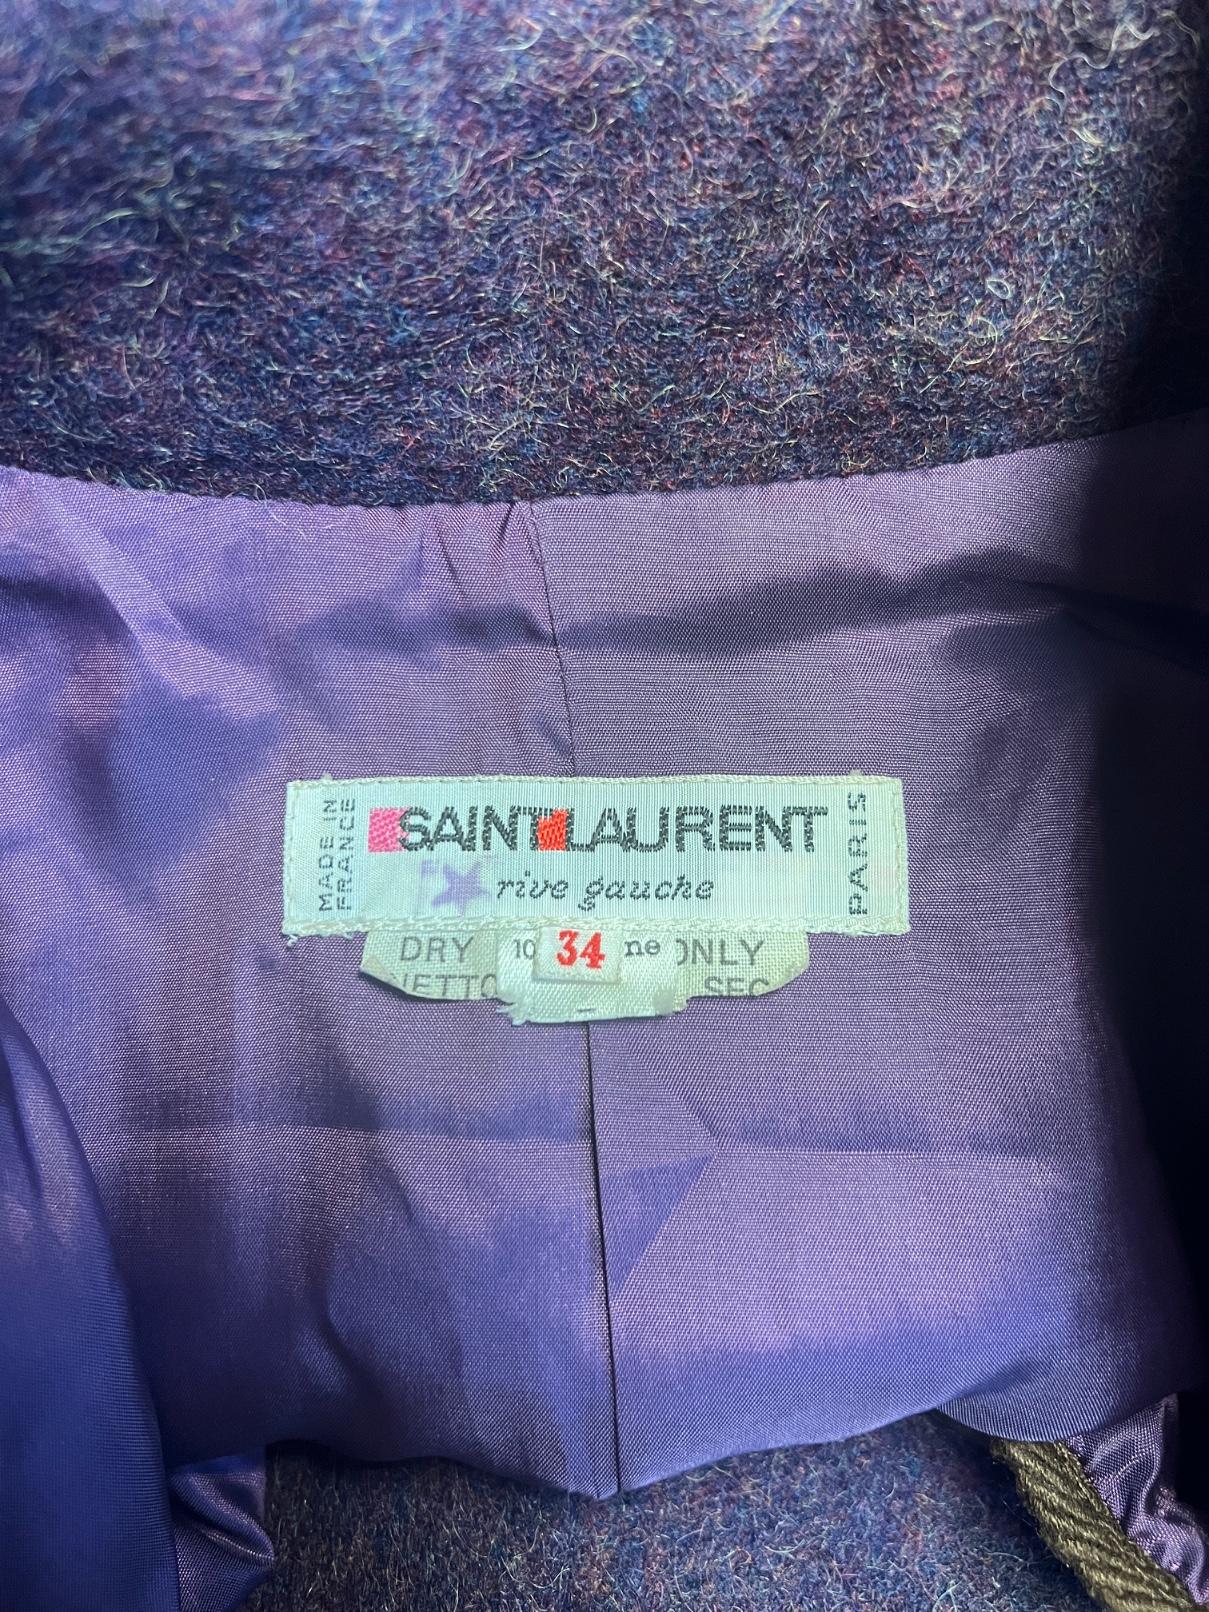 MADE IN
FRANCE
SAINT LAURENT
rive gauche
PARIS
DRY 10 34 ne ONLY
SEC